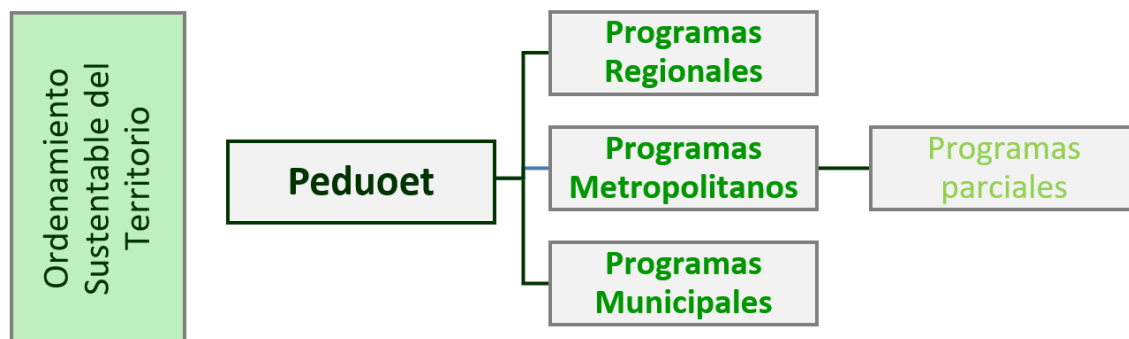 Ordenamiento
Sustentable del
Territorio
Peduoet
Programas
Regionales
Programas
Metropolitanos
Programas
Municipales
Programas
parciales